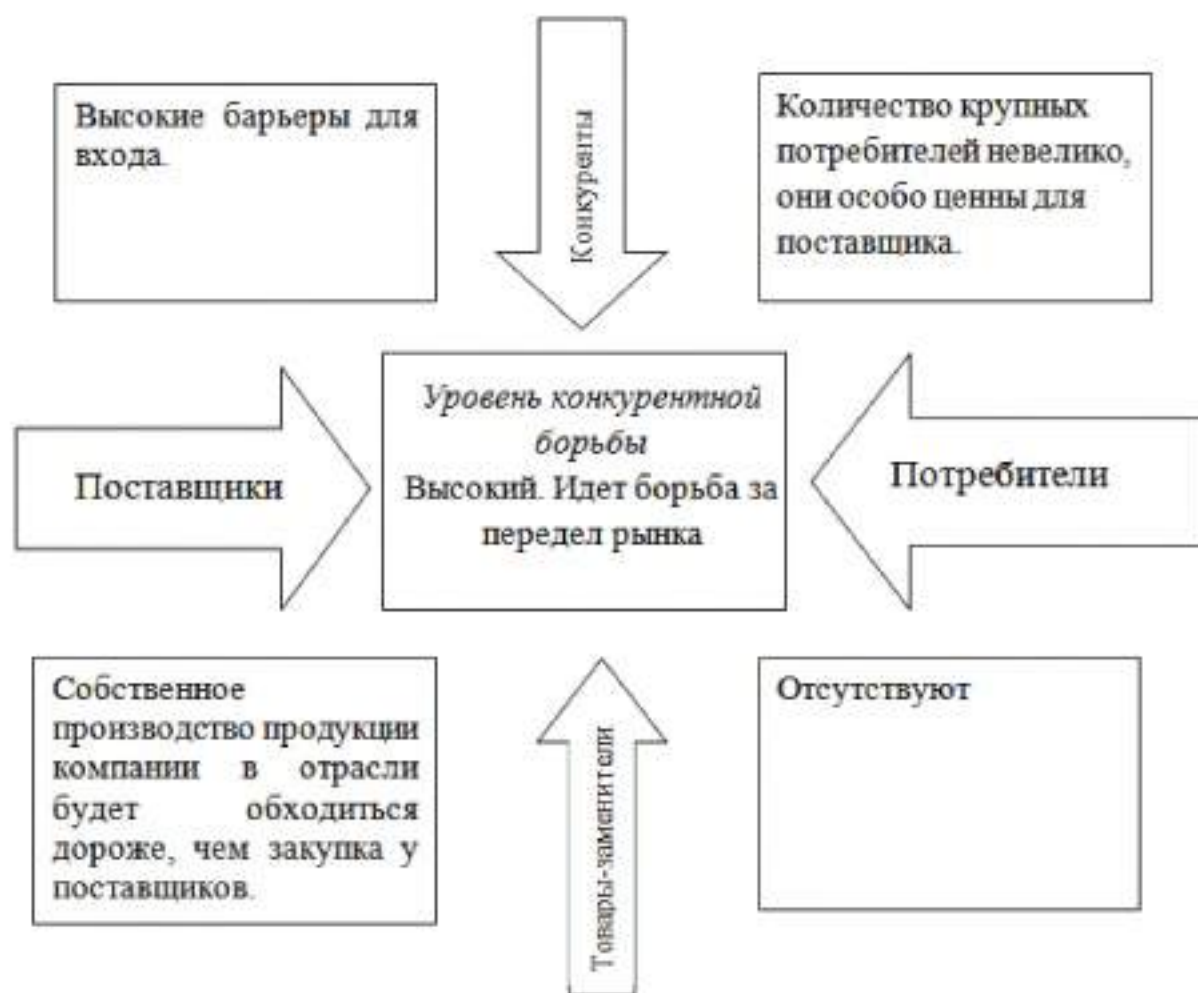 Высокие барьеры для
входа.
Конкуренты
Количество крупных
потребителей невелико,
они особо ценны для
поставщика.
Поставщики
Уровень конкурентной
борьбы
Высокий. Идет борьба за
передел рынка
Потребители
Собственное
производство продукции
компании в отрасли
будет обходиться
дороже, чем закупка у
поставщиков.
Товары-заменители
Отсутствуют